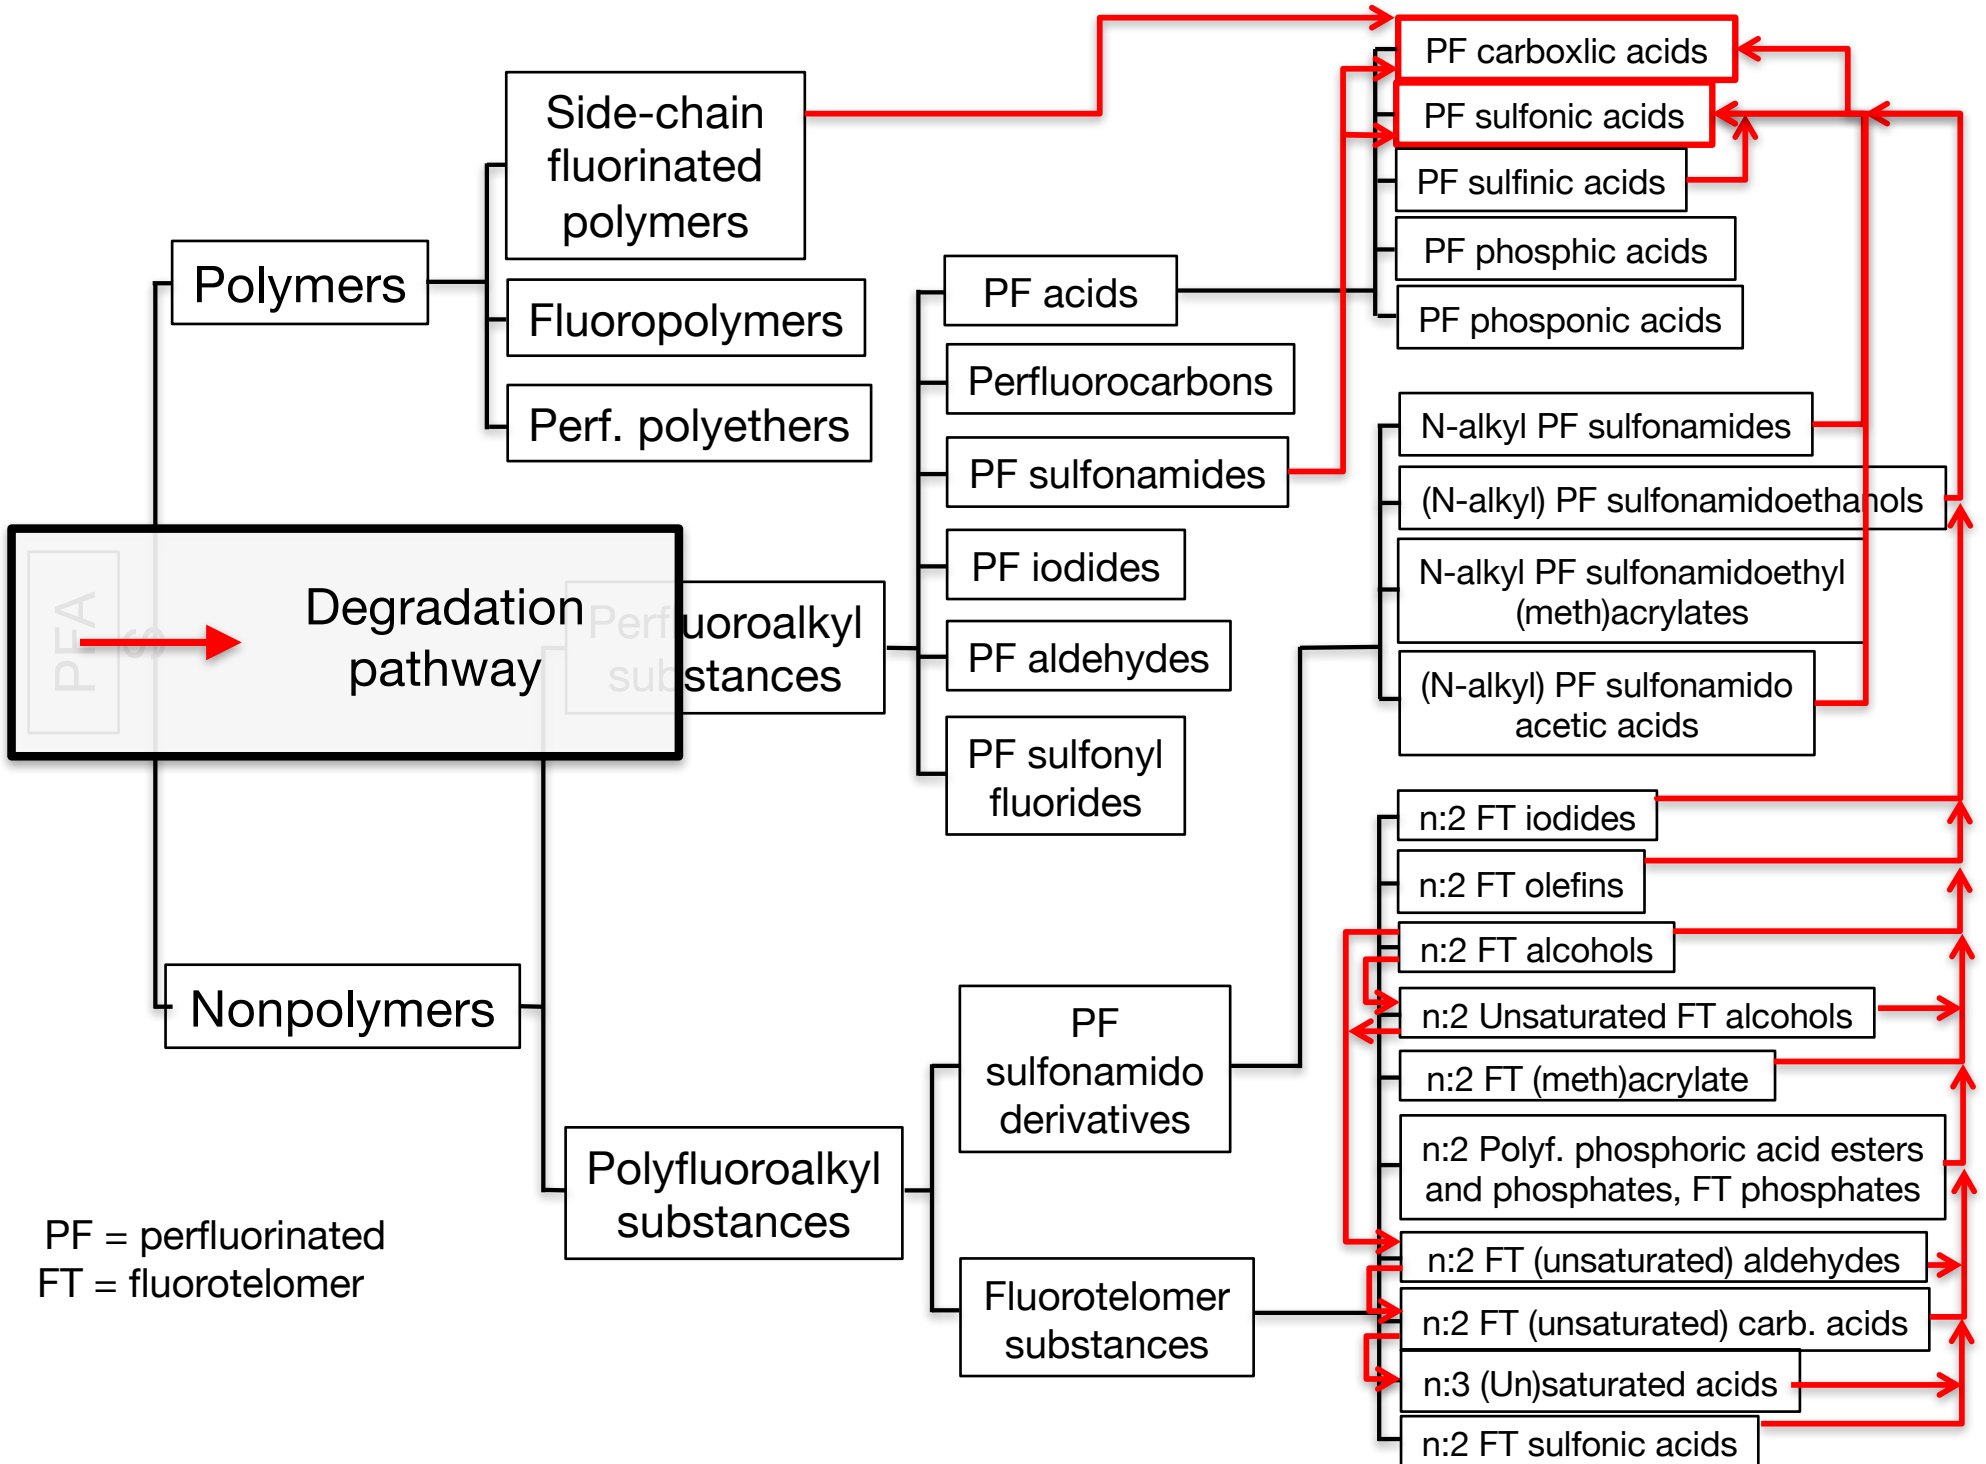 Side-chain
fluorinated
polymers
Polymers
Fluoropolymers
Perf. polyethers
PFA
S
Degradation
pathway
Perfluoroalkyl
substances
Nonpolymers
Polyfluoroalkyl
substances
PF = perfluorinated
FT = fluorotelomer
PF acids
Perfluorocarbons
PF sulfonamides
PF iodides
PF aldehydes
PF sulfonyl
fluorides
PF
sulfonamido
derivatives
Fluorotelomer
substances
PF carboxlic acids
PF sulfonic acids
PF sulfinic acids
PF phosphic acids
PF phosponic acids
N-alkyl PF sulfonamides
(N-alkyl) PF sulfonamidoethanols
N-alkyl PF sulfonamidoethyl
(meth)acrylates
(N-alkyl) PF sulfonamido
acetic acids
n:2 FT iodides
n:2 FT olefins
n:2 FT alcohols
n:2 Unsaturated FT alcohols
n:2 FT (meth)acrylate
n:2 Polyf. phosphoric acid esters
and phosphates, FT phosphates
n:2 FT (unsaturated) aldehydes
n:2 FT (unsaturated) carb. acids
n:3 (Un)saturated acids
n:2 FT sulfonic acids